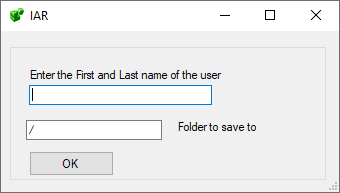 IAR
Enter the First and Last name of the user
/
Folder to save to
OK